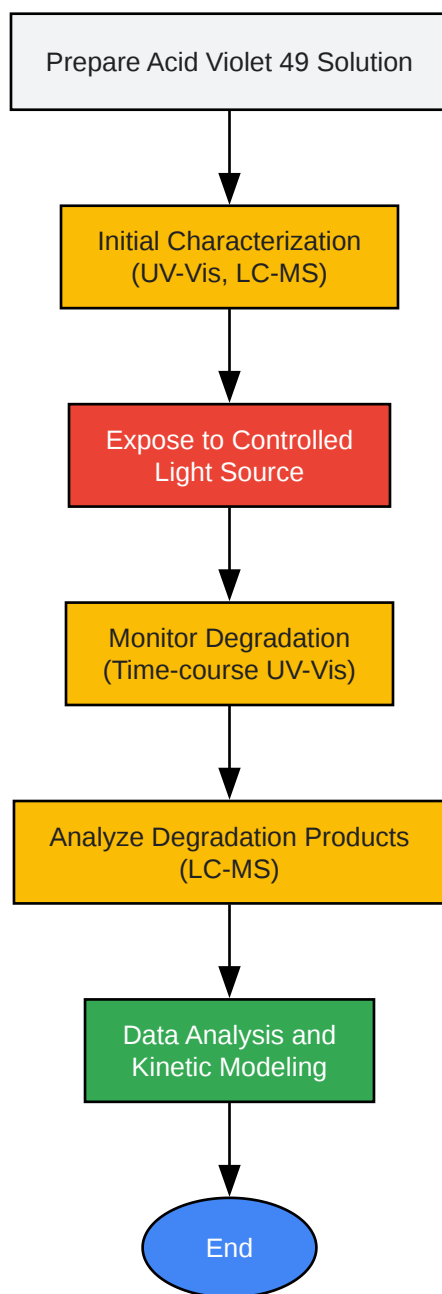 Prepare Acid Violet 49 Solution
Initial Characterization
(UV-Vis, LC-MS)
Expose to Controlled
Light Source
Monitor Degradation
(Time-course UV-Vis)
Analyze Degradation Products
(LC-MS)
Data Analysis and
Kinetic Modeling
End